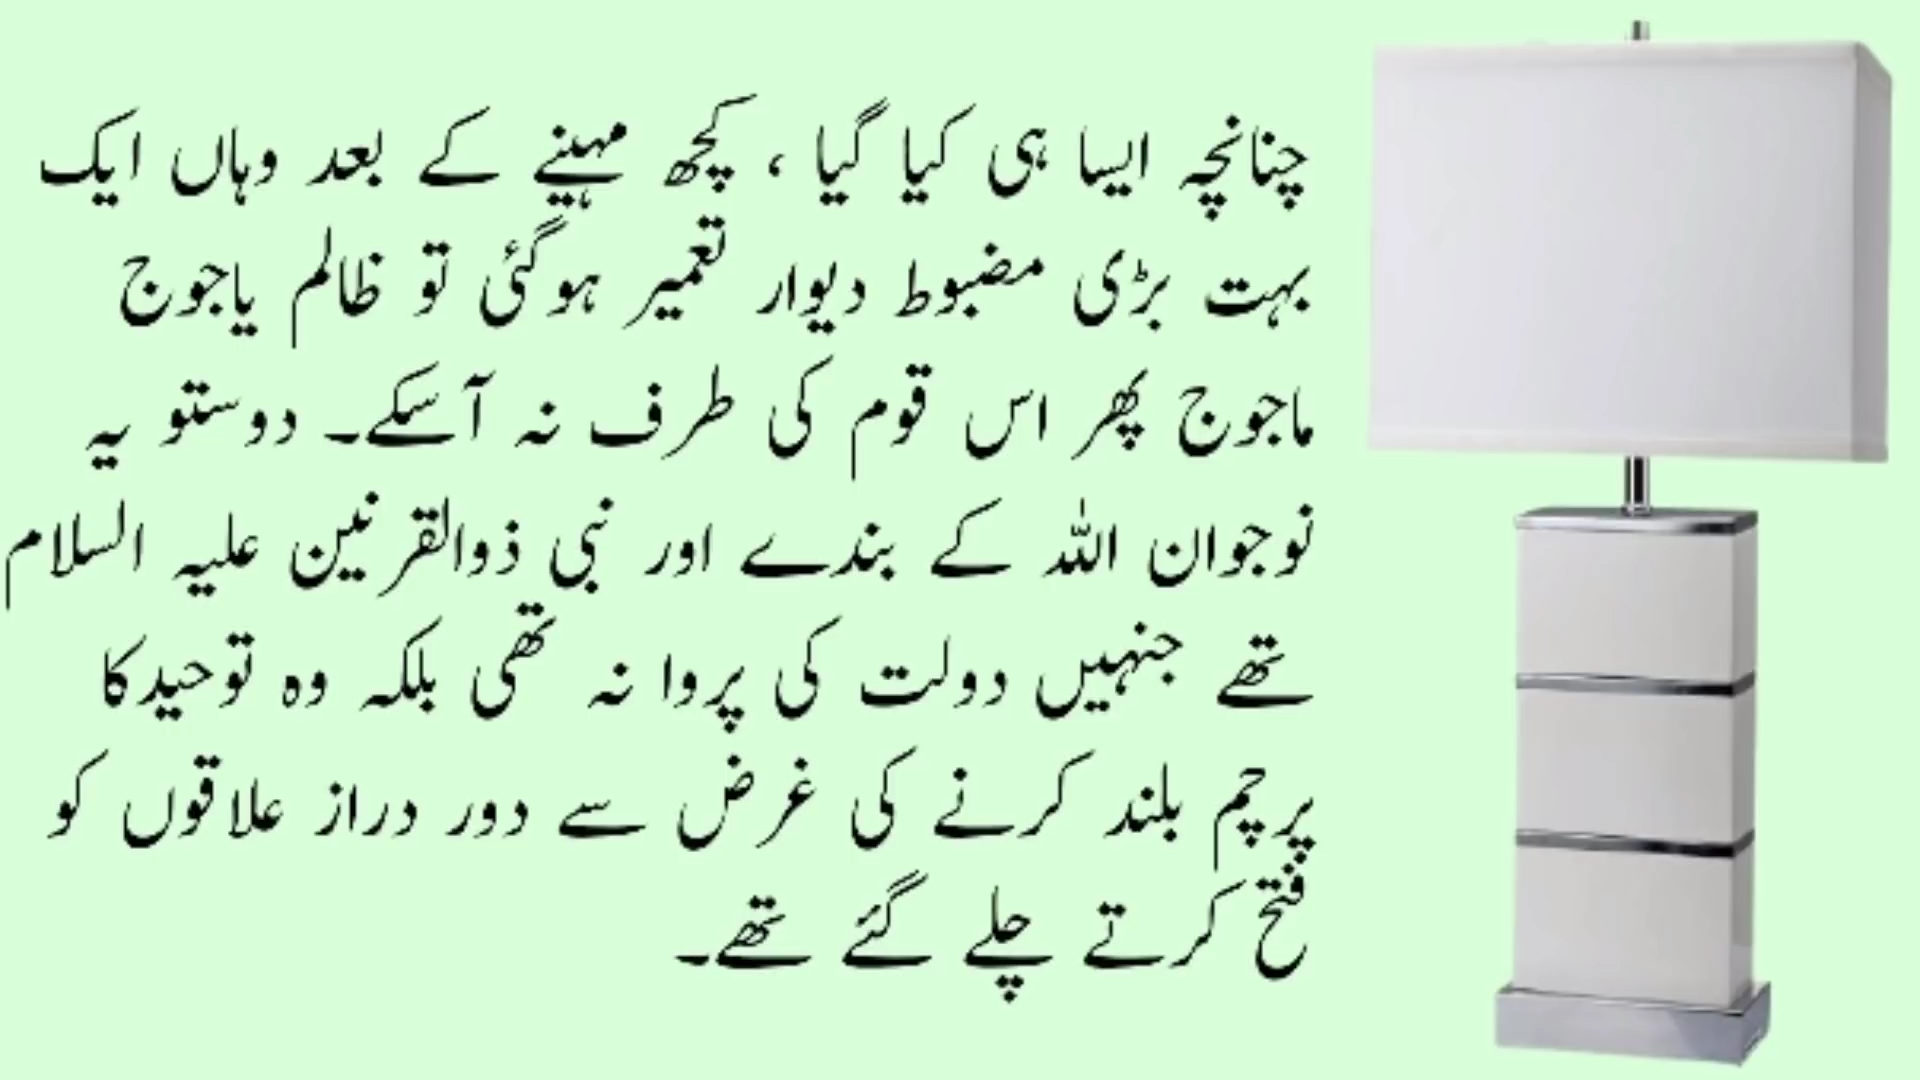 چنانچہ ایسا ہی کیا گیا ، کچھ مہینے کے بعد وہاں ایک
بہت بڑی مضبوط دیوار تعمیر ہوگئی تو ظالم یاجوج
ماجوج پھر اس قوم کی طرف نہ آسکے۔ دوستو یہ
نوجوان اللہ کے بندے اور نبی ذوالقرنین علیہ السلام
تھے جنہیں دولت کی پروا نہ تھی بلکہ وہ توحیدکا
پرچم بلند کرنے کی غرض سے دور دراز علاقوں کو
فتح کرتے چلے گئے تھے۔